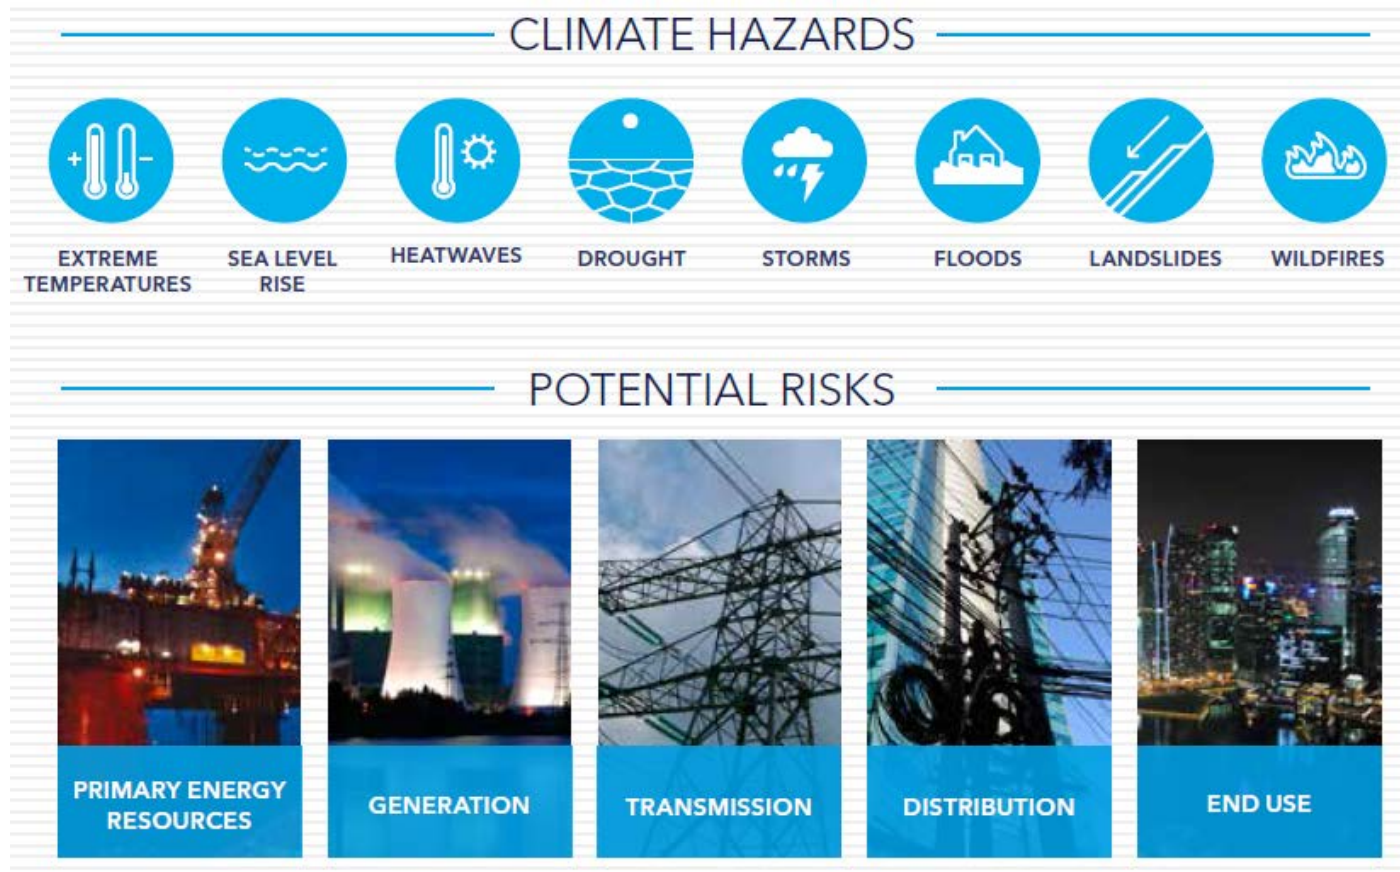 CLIMATE HAZARDS
EXTREME
TEMPERATURES
SEA LEVEL
RISE
HEATWAVES
DROUGHT
STORMS
FLOODS
LANDSLIDES
WILDFIRES
POTENTIAL RISKS
PRIMARY ENERGY
RESOURCES
GENERATION
TRANSMISSION
DISTRIBUTION
END USE